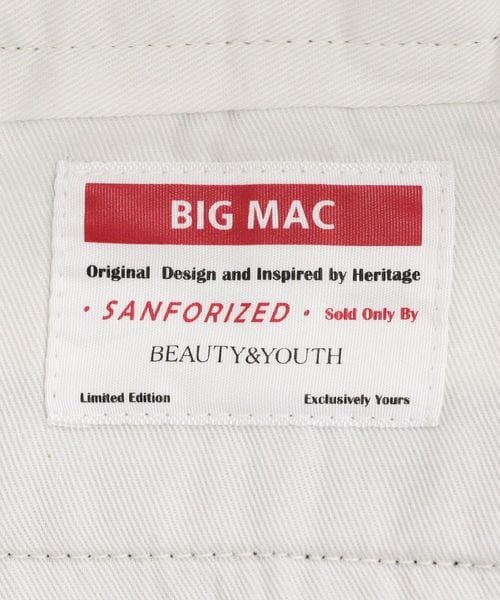 BIG MAC
Original Design and Inspired by Heritage
· SANFORIZED · Sold Only By
BEAUTY&YOUTH
Limited Edition Exclusively Yours